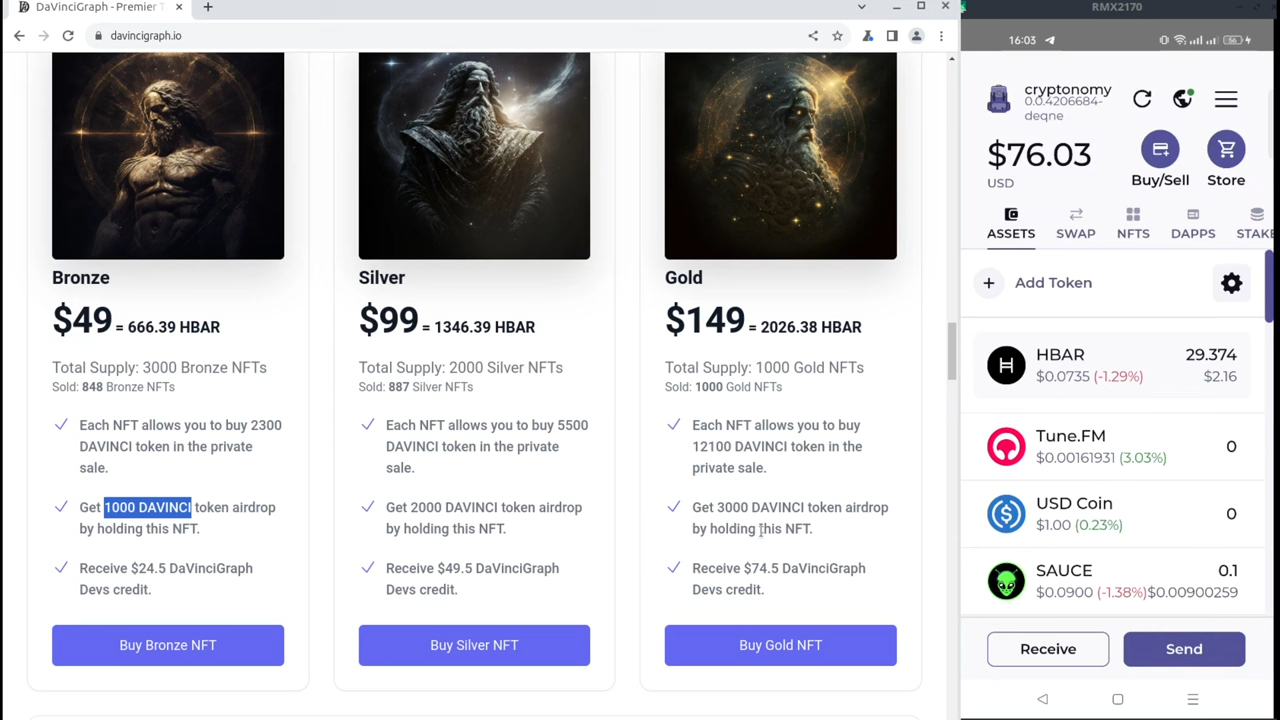 DaVinciGraph - Premier T
davincigraph.io
Bronze
$49 = 666.39 HBAR
Total Supply: 3000 Bronze NFTs
Sold: 848 Bronze NFTs
Each NFT allows you to buy 2300
DAVINCI token in the private
sale.
Get 1000 DAVINCI token airdrop
by holding this NFT.
Receive $24.5 DaVinciGraph
Devs credit.
Buy Bronze NFT
Silver
$99 = 1346.39 HBAR
Total Supply: 2000 Silver NFTs
Sold: 887 Silver NFTs
Each NFT allows you to buy 5500
DAVINCI token in the private
sale.
Get 2000 DAVINCI token airdrop
by holding this NFT.
Receive $49.5 DaVinciGraph
Devs credit.
Buy Silver NFT
Gold
$149 = 2026.38 HBAR
Total Supply: 1000 Gold NFTs
Sold: 1000 Gold NFTs
Each NFT allows you to buy
12100 DAVINCI token in the
private sale.
Get 3000 DAVINCI token airdrop
by holding this NFT.
Receive $74.5 DaVinciGraph
Devs credit.
Buy Gold NFT
RMX2170
16:03 56
cryptonomy
0.0.4206684-
deqne
$76.03
USD
Buy/Sell Store
ASSETS SWAP NFTS DAPPS STAKE
Add Token
HBAR 29.374
$0.0735 (-1.29%) $2.16
Tune.FM 0
$0.00161931 (3.03%)
USD Coin 0
$1.00 (0.23%)
SAUCE 0.1
$0.0900 (-1.38%) $0.00900259
Receive Send